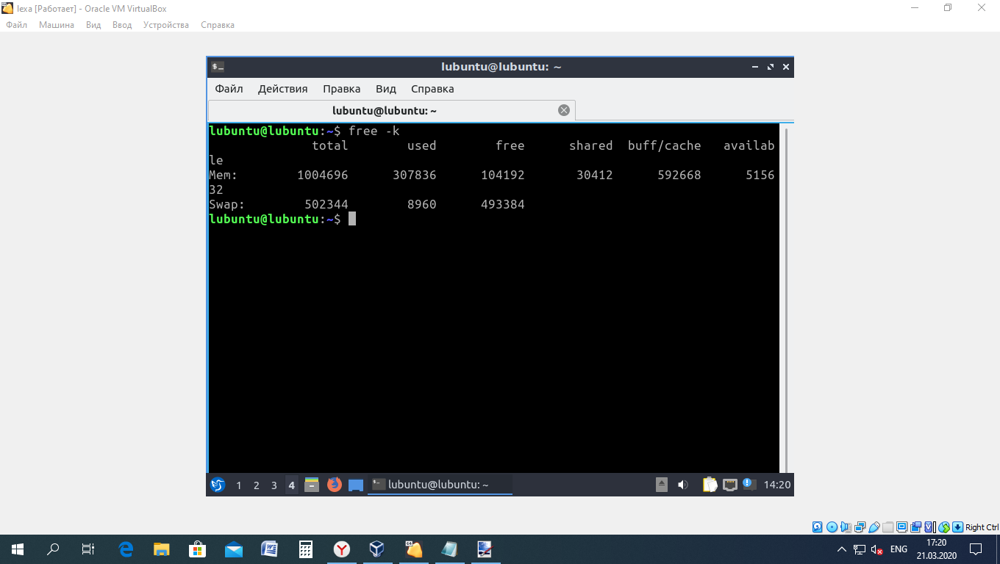 lexa [Работает] - Oracle VM VirtualBox
Файл Машина Вид Ввод Устройства Справка
lubuntu@lubuntu: ~
Файл Действия Правка Вид Справка
lubuntu@lubuntu: ~
lubuntu@lubuntu:~$ free -k
total used free shared buff/cache availab
le
Mem: 1004696 307836 104192 30412 592668 5156
32
Swap: 502344 8960 493384
lubuntu@lubuntu:~$
1 2 3 4 lubuntu@lubuntu: ~ 14:20
Right Ctrl
ENG 17:20
21.03.2020